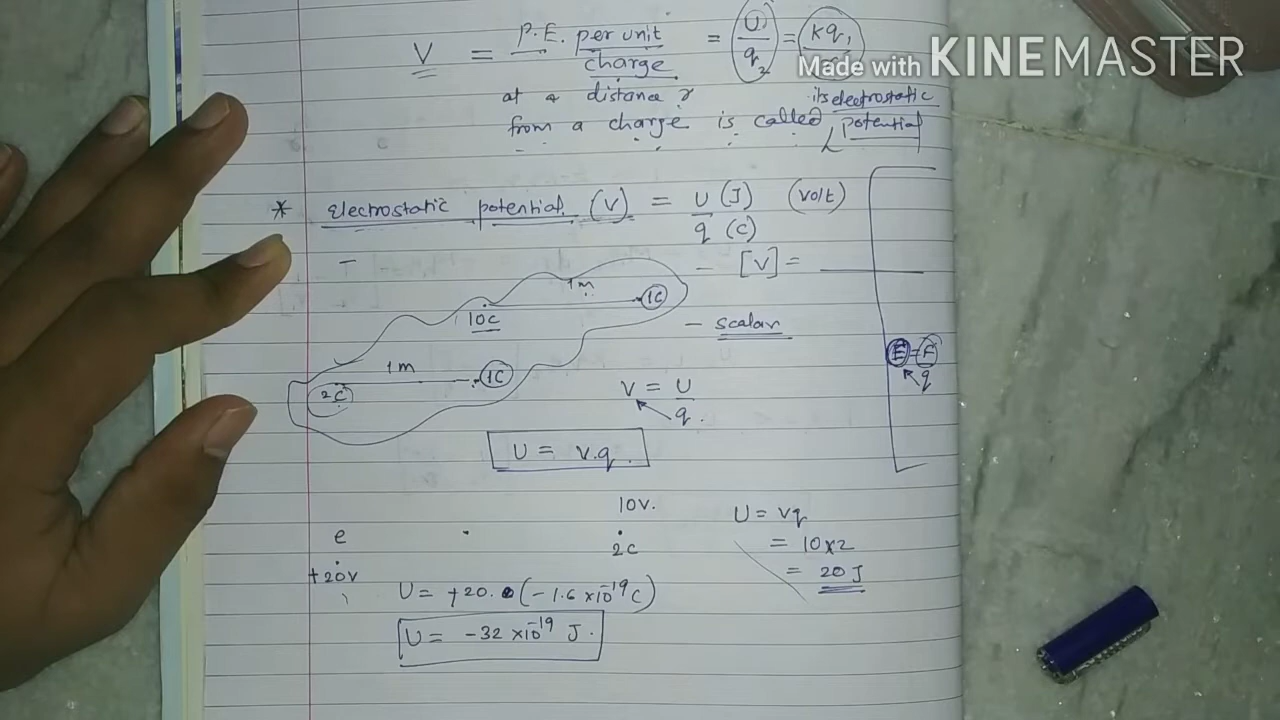 V = P.E. per unit charge = U/q₂ = kq₁
Made with KINEMASTER
at a distance r its electrostatic
from a charge is called potential
* Electrostatic potential (V) = U (J) (volt)
q (C)
- - [V] =
1m
10C 1C
- scalar
1m
2C 1C
E = F
q
V = U
q.
U = V.q.
10V.
e 2C
+20V
U = Vq
= 10×2
= 20 J
U = +20. (-1.6 ×10⁻¹⁹C)
U = -32 ×10⁻¹⁹ J.